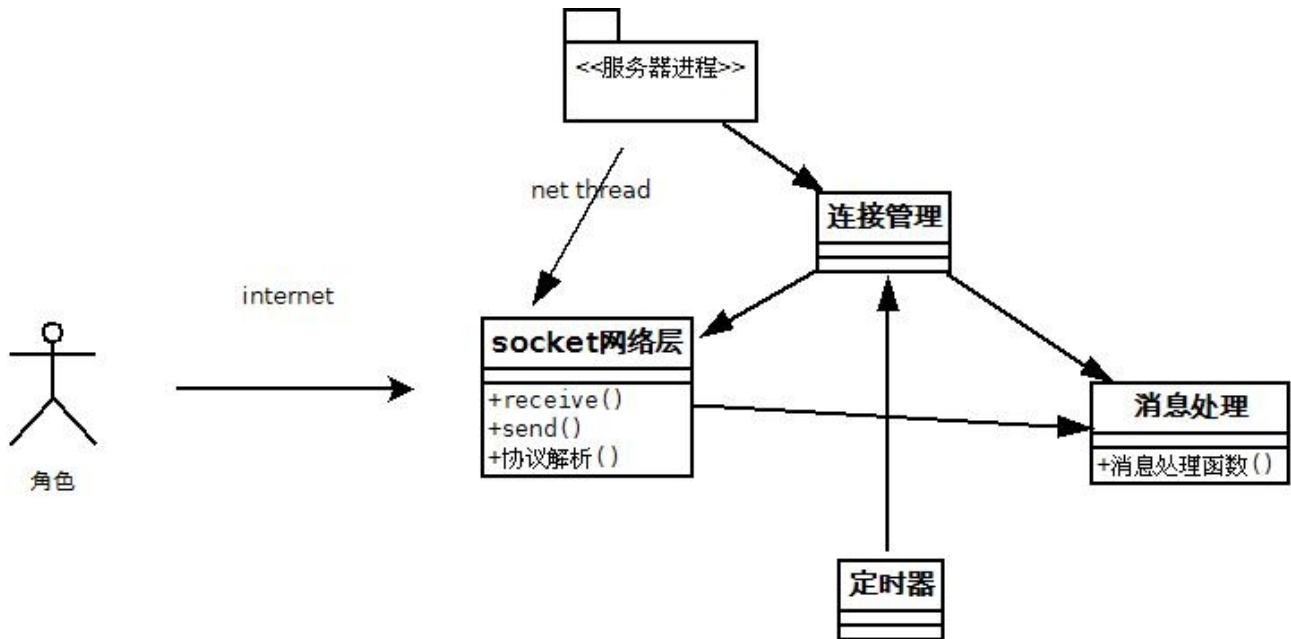 <<服务器进程>>
net thread
连接管理
internet
socket网络层
+receive()
+send()
+协议解析()
消息处理
+消息处理函数()
角色
定时器